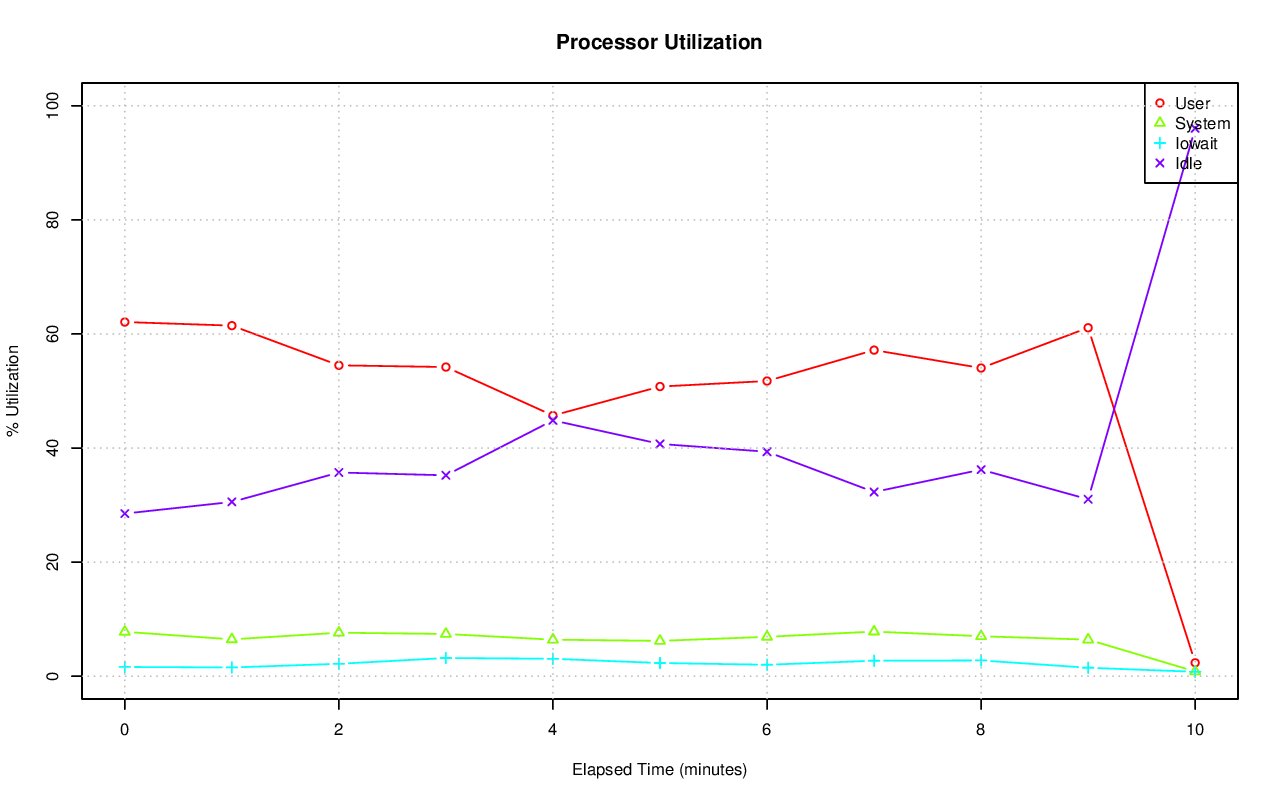 Processor Utilization
100
80
60
40
20
0
% Utilization
User
System
Iowait
Idle
0 2 4 6 8 10
Elapsed Time (minutes)